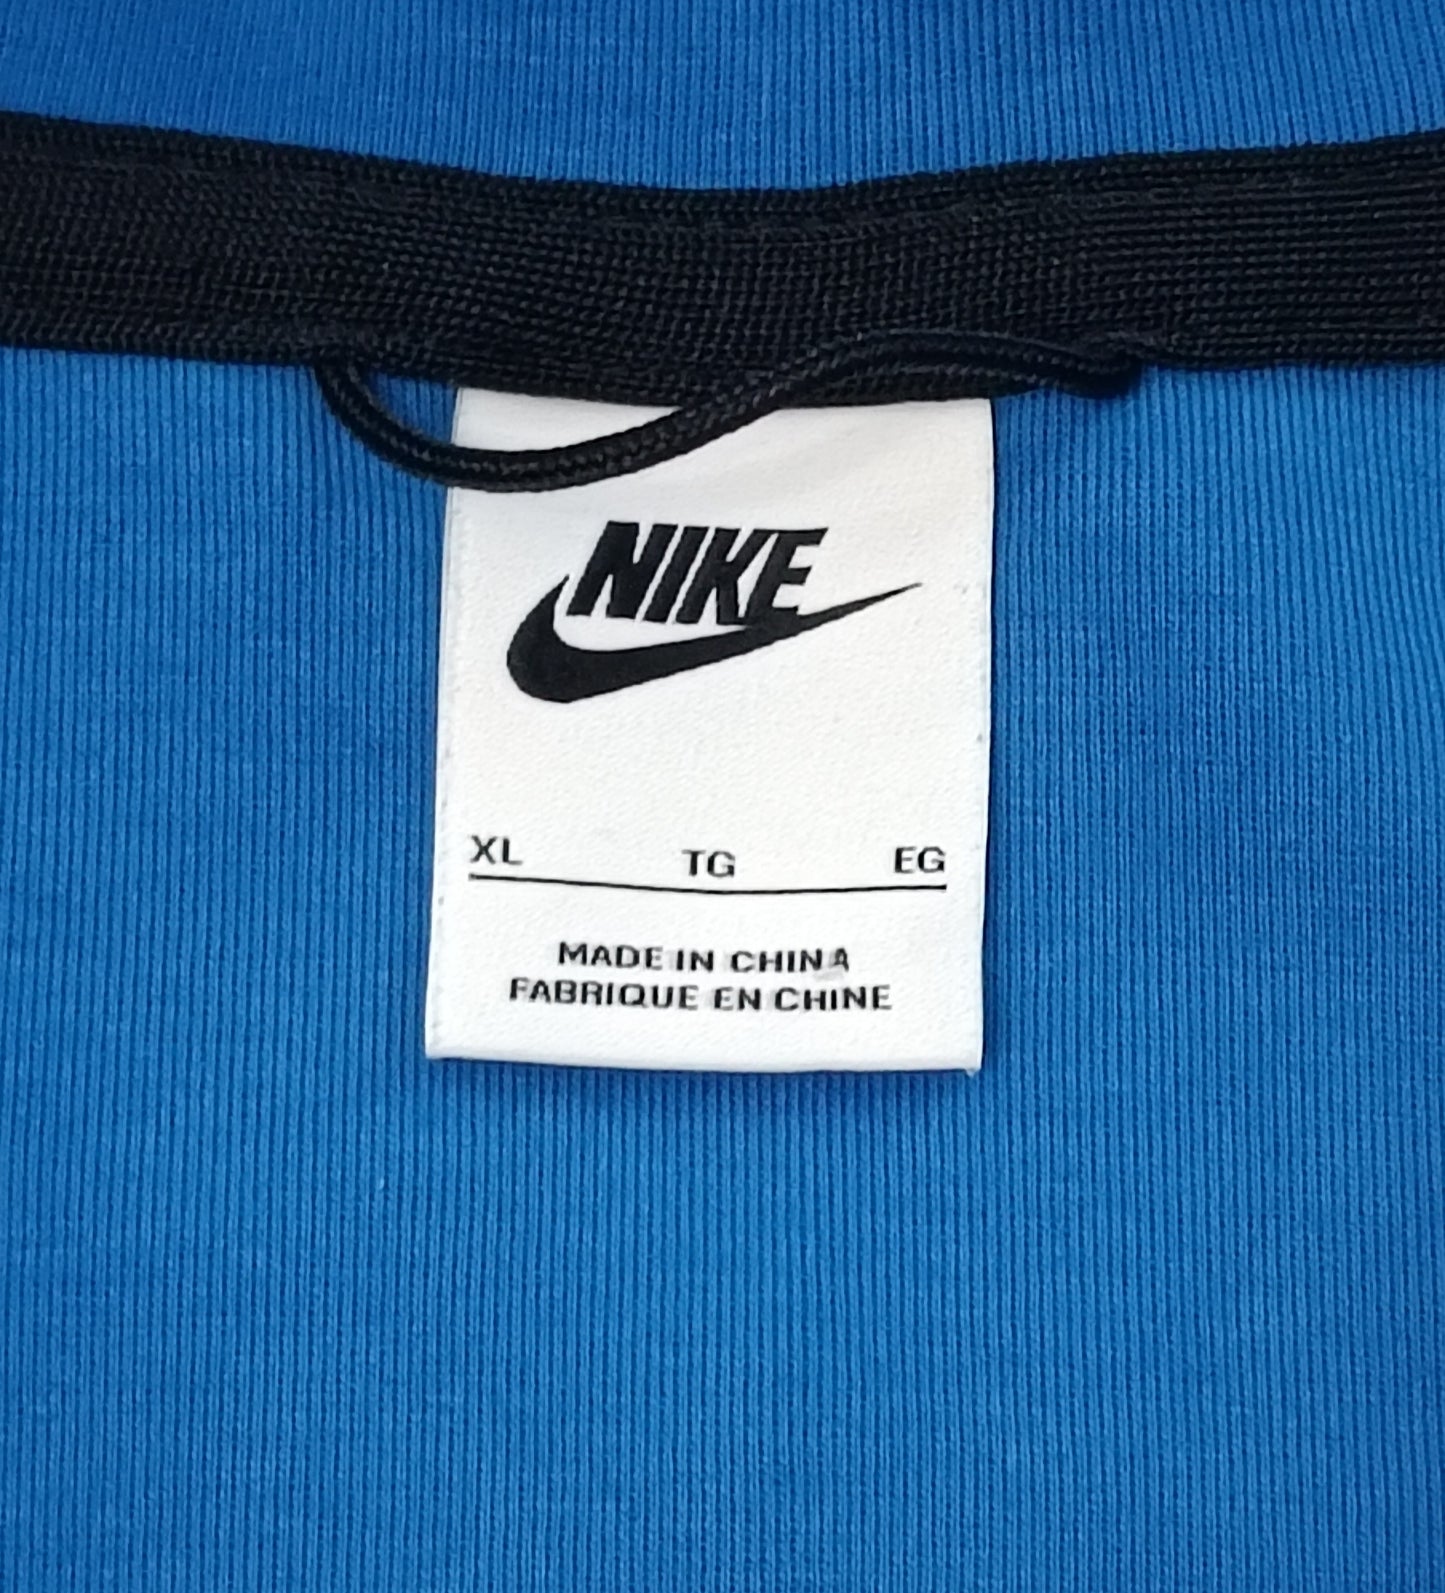 NIKE
XL TG EG
MADE IN CHINA
FABRIQUE EN CHINE